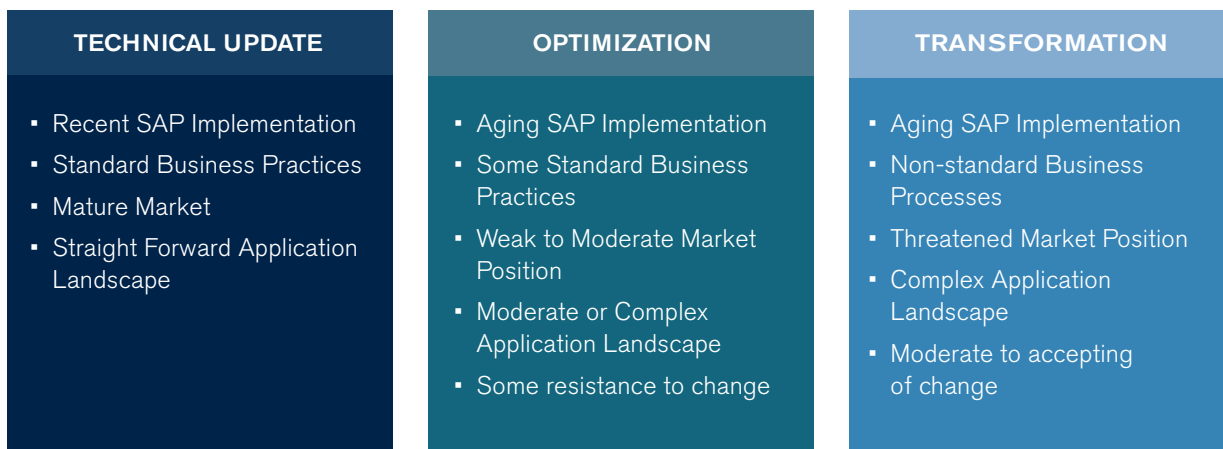 TECHNICAL UPDATE
▪ Recent SAP Implementation
▪ Standard Business Practices
▪ Mature Market
▪ Straight Forward Application
Landscape
OPTIMIZATION
▪ Aging SAP Implementation
▪ Some Standard Business
Practices
▪ Weak to Moderate Market
Position
▪ Moderate or Complex
Application Landscape
▪ Some resistance to change
TRANSFORMATION
▪ Aging SAP Implementation
▪ Non-standard Business
Processes
▪ Threatened Market Position
▪ Complex Application
Landscape
▪ Moderate to accepting
of change